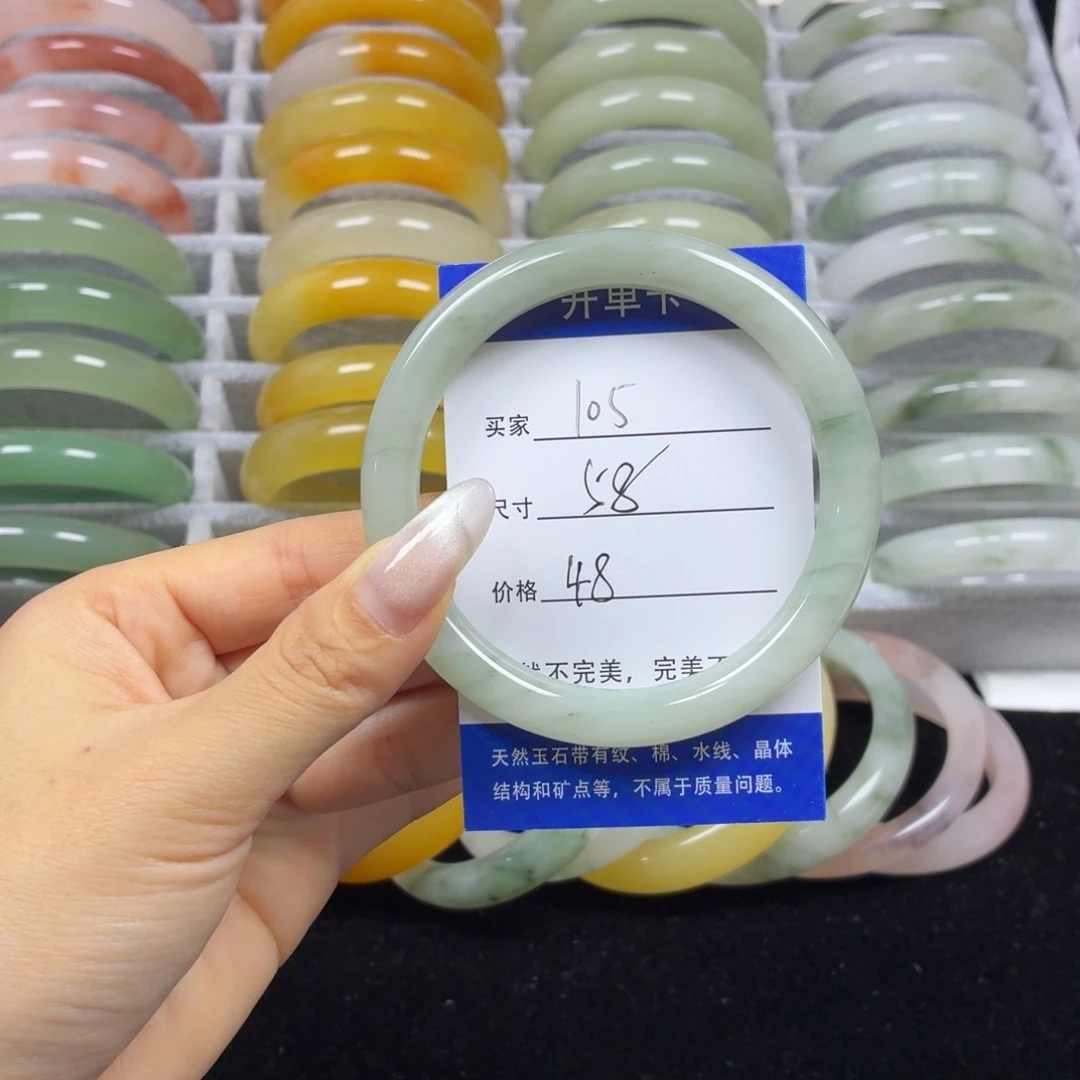 开单卡
买家 105
尺寸 58
价格 48
不完美，完美不
天然玉石带有纹、棉、水线、晶体
结构和矿点等，不属于质量问题。